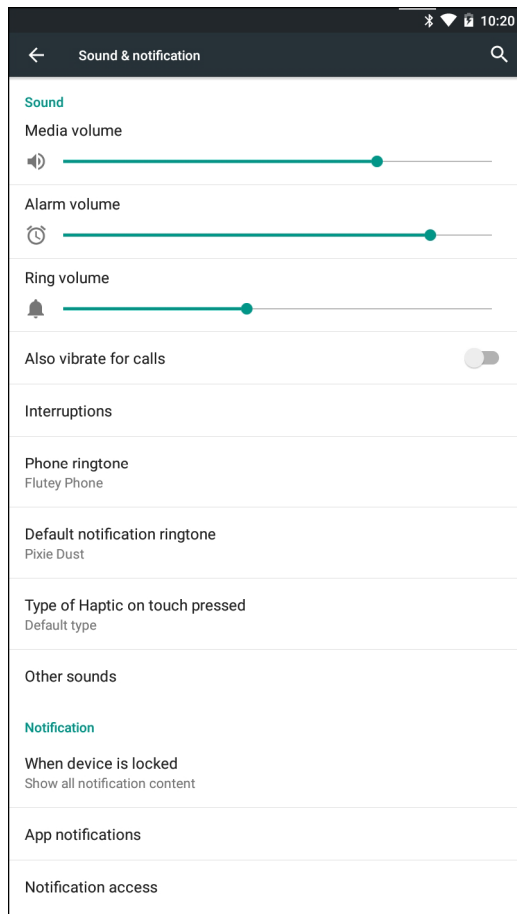 10:20
Sound & notification
Sound
Media volume
Alarm volume
Ring volume
Also vibrate for calls
Interruptions
Phone ringtone
Flutey Phone
Default notification ringtone
Pixie Dust
Type of Haptic on touch pressed
Default type
Other sounds
Notification
When device is locked
Show all notification content
App notifications
Notification access